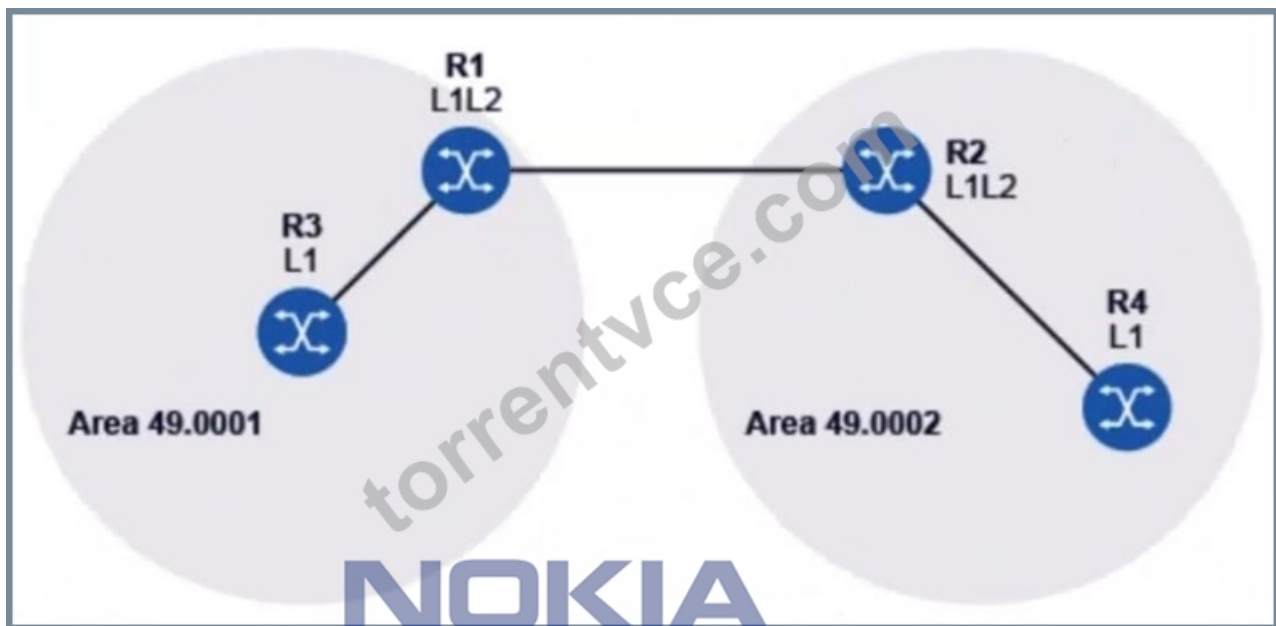 R1
L1L2
R2
L1L2
R3
L1
R4
L1
Area 49.0001
Area 49.0002
torrentvce.com
NOKIA